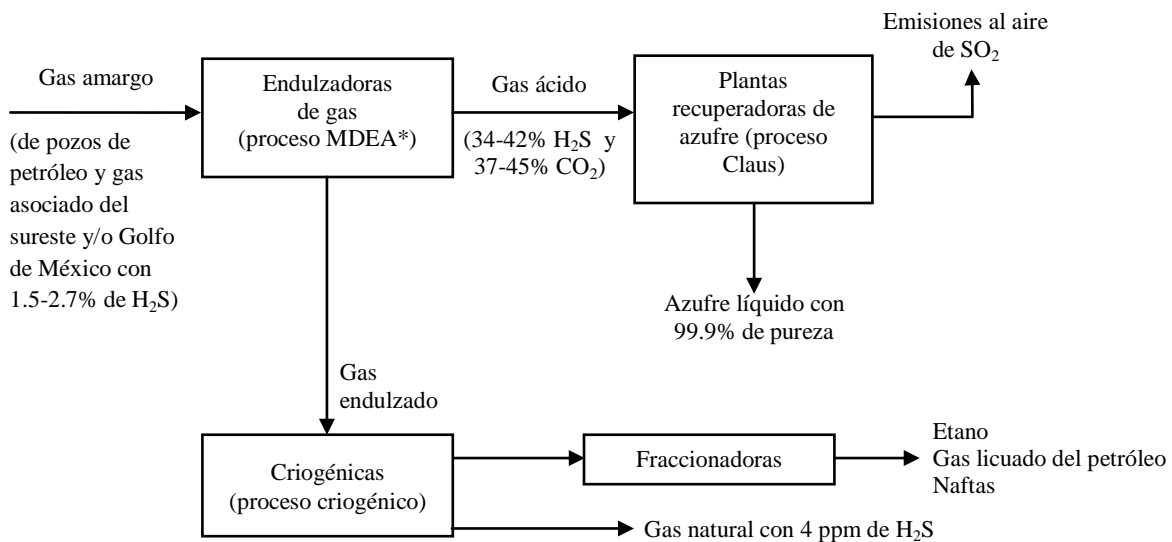 Emisiones al aire
de SO₂
Gas amargo
(de pozos de
petróleo y gas
asociado del
sureste y/o Golfo
de México con
1.5-2.7% de H₂S)
Endulzadoras
de gas
(proceso MDEA*)
Gas ácido
(34-42% H₂S y
37-45% CO₂)
Plantas
recuperadoras de
azufre (proceso
Claus)
Azufre líquido con
99.9% de pureza
Gas
endulzado
Criogénicas
(proceso criogénico)
Fraccionadoras
Etano
Gas licuado del petróleo
Naftas
Gas natural con 4 ppm de H₂S